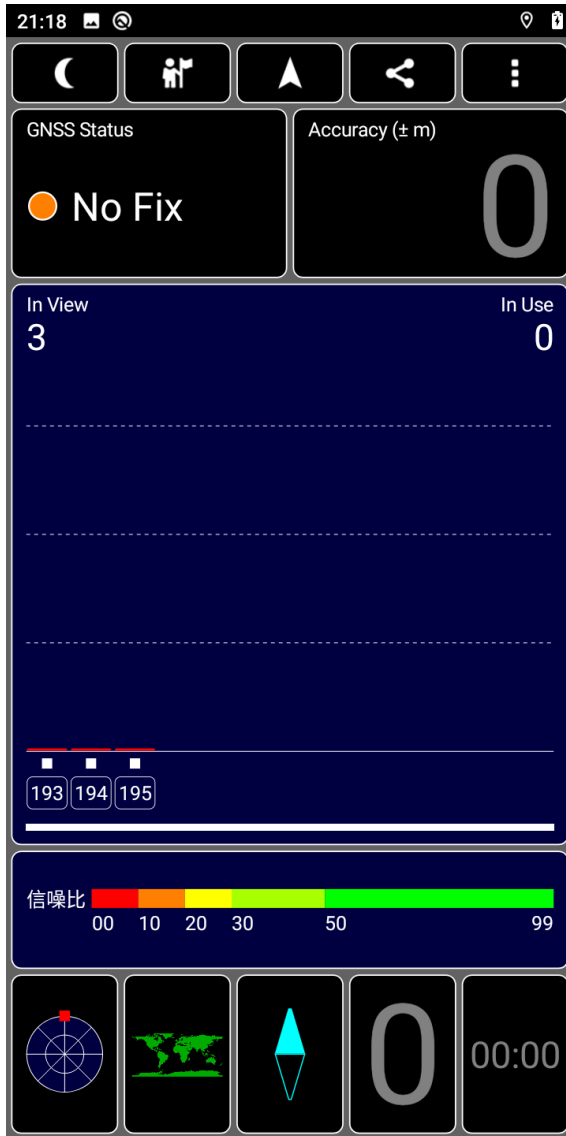 21:18
GNSS Status
Accuracy (± m)
No Fix
0
In View
In Use
3
0
193 194 195
信噪比
00 10 20 30 50 99
0
00:00